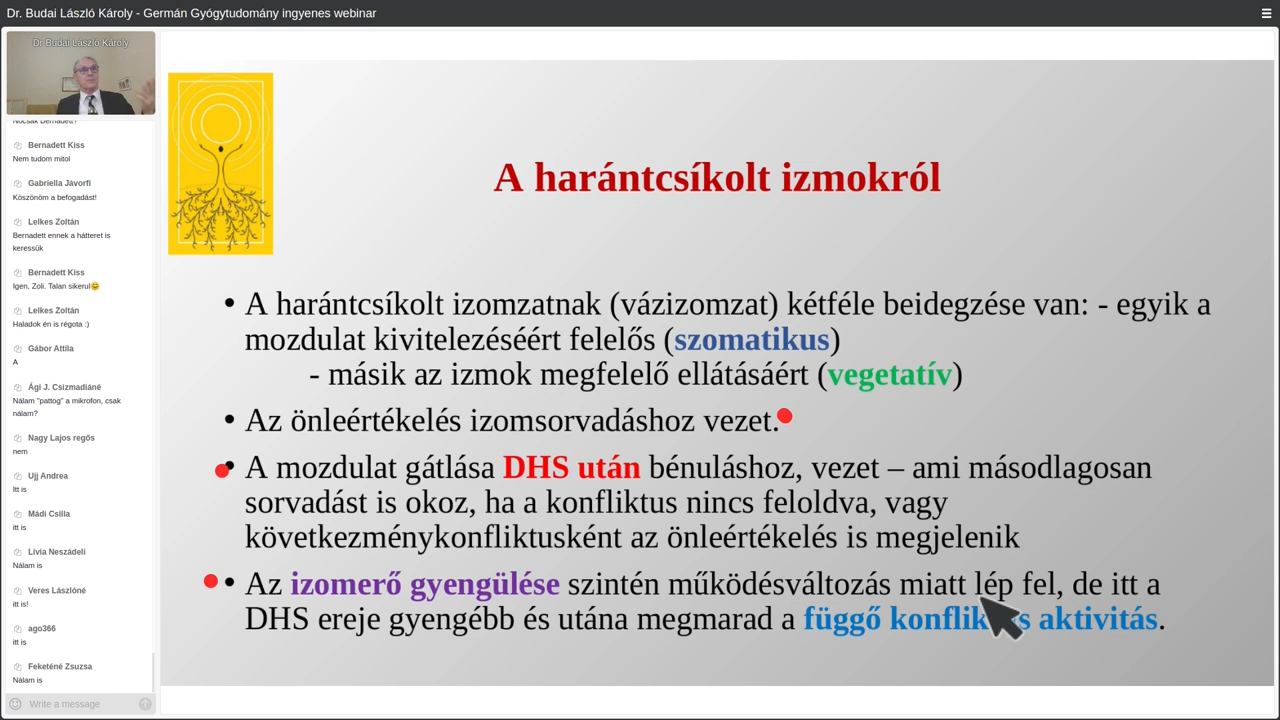 Dr. Budai László Károly - Germán Gyógytudomány ingyenes webinar
Dr Budai László Károly
Nocsak Bernadett?
Bernadett Kiss
Nem tudom mitol
Gabriella Jávorfi
Köszönöm a befogadást!
Lelkes Zoltán
Bernadett ennek a hátteret is
keressük
Bernadett Kiss
Igen, Zoli. Talan sikerul😄
Lelkes Zoltán
Haladok én is régota :)
Gábor Attila
A
Ági J. Csizmadiáné
Nálam "pattog" a mikrofon, csak
nálam?
Nagy Lajos regős
nem
Ujj Andrea
Itt is
Mádi Csilla
itt is
Lívia Neszádeli
Nálam is
Veres Lászlóné
itt is!
ago366
itt is
Feketéné Zsuzsa
Nálam is
Write a message
A harántcsíkolt izmokról
• A harántcsíkolt izomzatnak (vázizomzat) kétféle beidegzése van: - egyik a
mozdulat kivitelezéséért felelős (szomatikus)
- másik az izmok megfelelő ellátásáért (vegetatív)
• Az önleértékelés izomsorvadáshoz vezet.
• A mozdulat gátlása DHS után bénuláshoz, vezet – ami másodlagosan
sorvadást is okoz, ha a konfliktus nincs feloldva, vagy
következménykonfliktusként az önleértékelés is megjelenik
• Az izomerő gyengülése szintén működésváltozás miatt lép fel, de itt a
DHS ereje gyengébb és utána megmarad a függő konfliktus aktivitás.